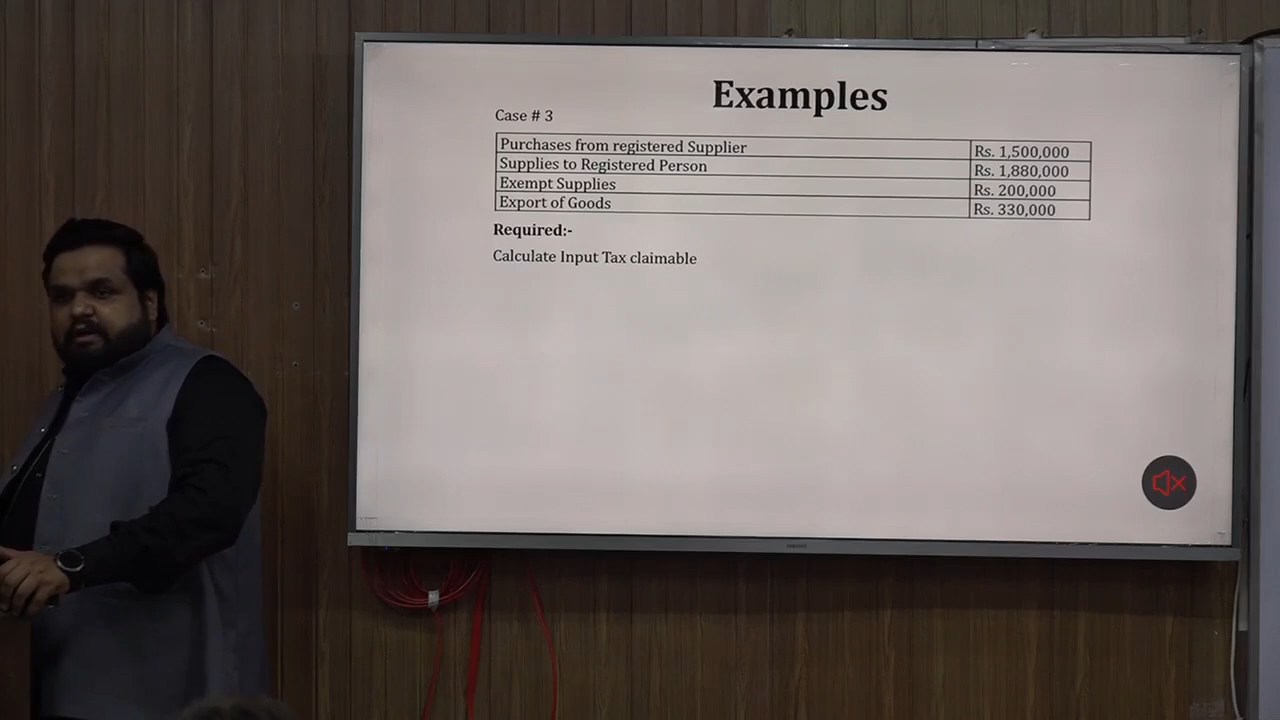 Examples
Case # 3
Purchases from registered Supplier Rs. 1,500,000
Supplies to Registered Person Rs. 1,880,000
Exempt Supplies Rs. 200,000
Export of Goods Rs. 330,000
Required:-
Calculate Input Tax claimable